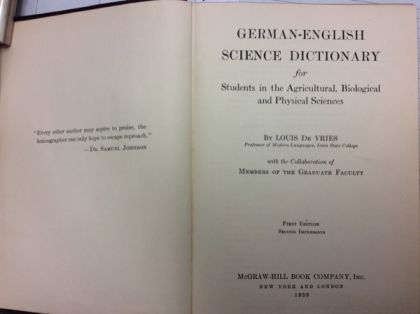 "Every other author may aspire to praise, the
lexicographer can only hope to escape reproach."
—Dr. Samuel Johnson
GERMAN-ENGLISH
SCIENCE DICTIONARY
for
Students in the Agricultural, Biological
and Physical Sciences
By LOUIS De VRIES
Professor of Modern Languages, Iowa State College
with the Collaboration of
Members of the Graduate Faculty
First Edition
Second Impression
McGRAW-HILL BOOK COMPANY, Inc.
NEW YORK AND LONDON
1939